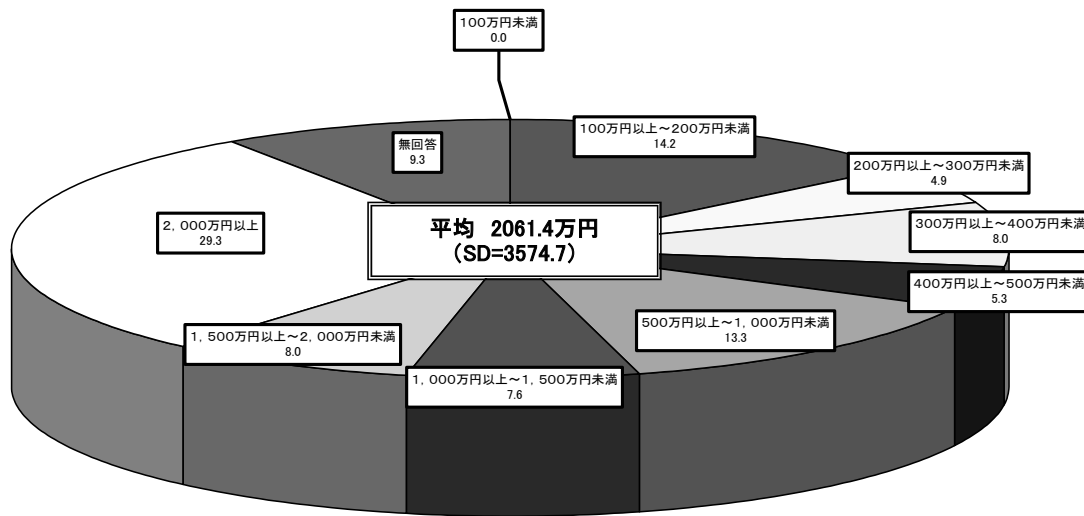 100万円未満
0.0
100万円以上～200万円未満
14.2
200万円以上～300万円未満
4.9
300万円以上～400万円未満
8.0
400万円以上～500万円未満
5.3
500万円以上～1，000万円未満
13.3
1，000万円以上～1，500万円未満
7.6
1，500万円以上～2，000万円未満
8.0
2，000万円以上
29.3
無回答
9.3
平均　2061.4万円
（SD=3574.7）